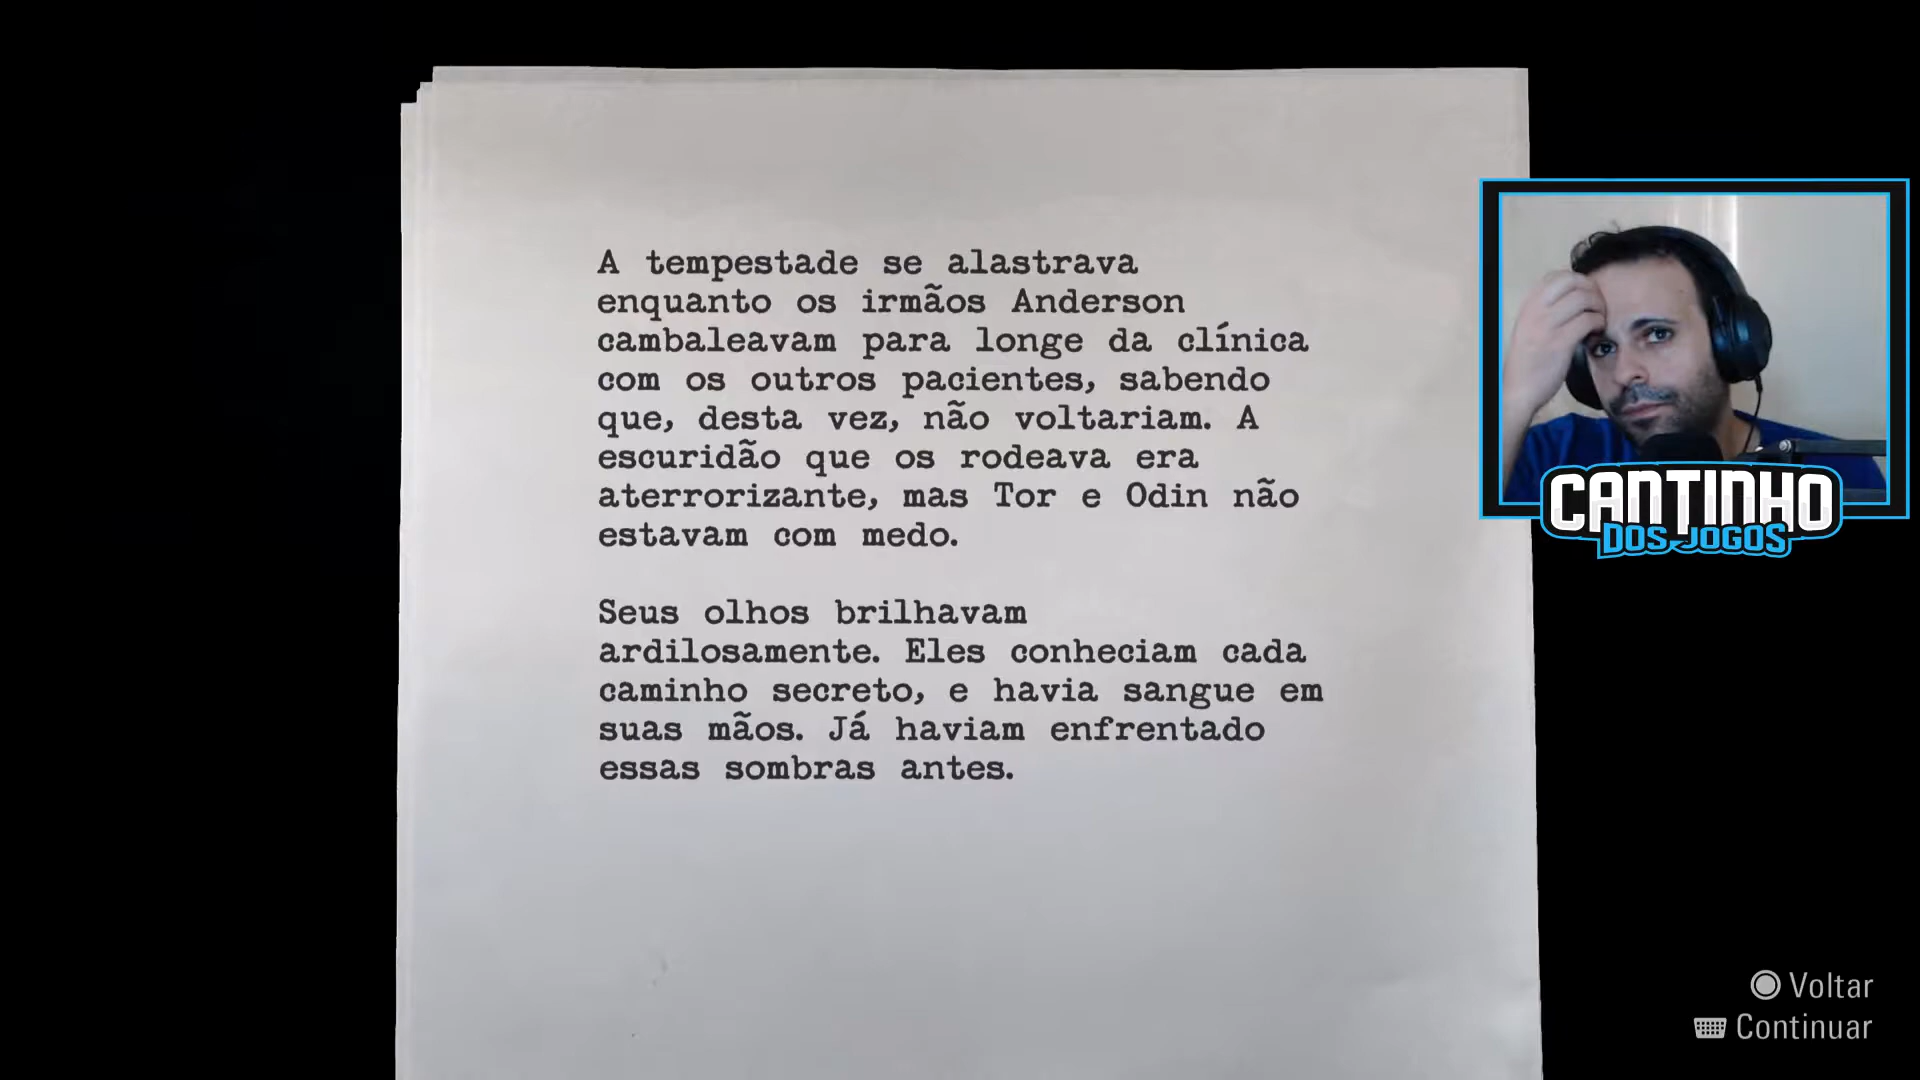 A tempestade se alastrava
enquanto os irmãos Anderson
cambaleavam para longe da clínica
com os outros pacientes, sabendo
que, desta vez, não voltariam. A
escuridão que os rodeava era
aterrorizante, mas Tor e Odin não
estavam com medo.
Seus olhos brilhavam
ardilosamente. Eles conheciam cada
caminho secreto, e havia sangue em
suas mãos. Já haviam enfrentado
essas sombras antes.
CANTINHO
DOS JOGOS
Voltar
Continuar